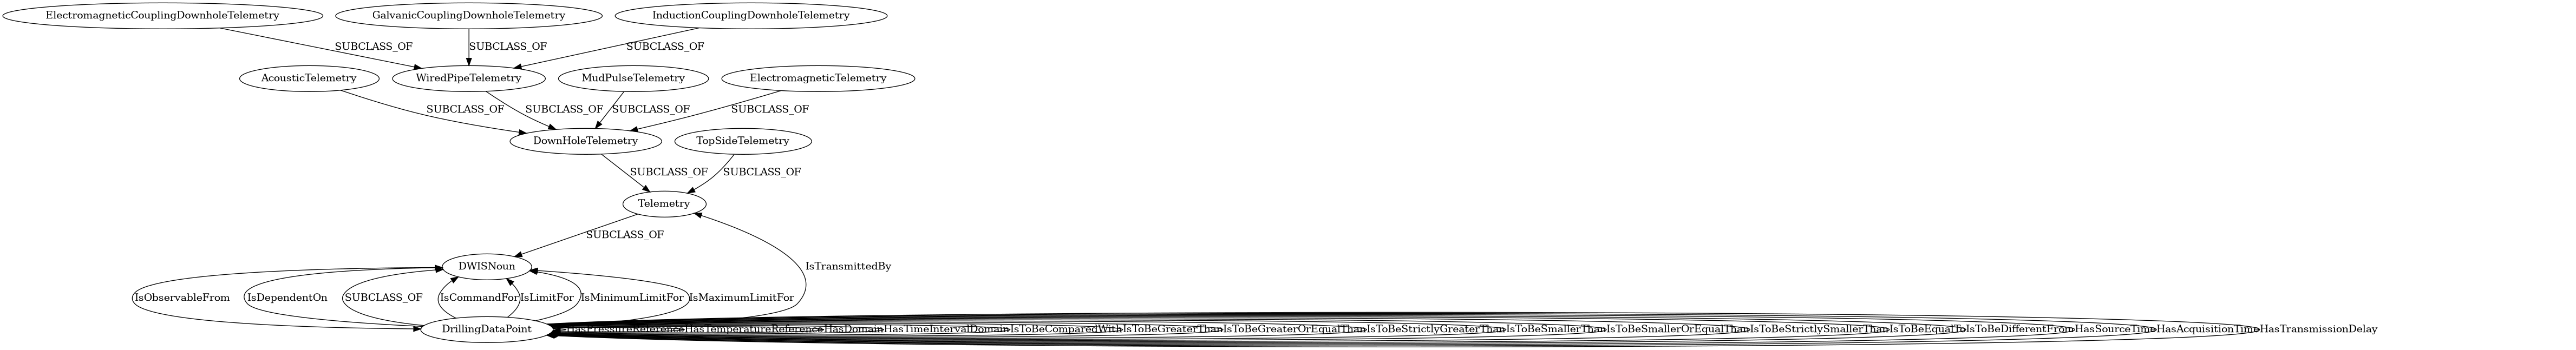 ElectromagneticCouplingDownholeTelemetry
GalvanicCouplingDownholeTelemetry
InductionCouplingDownholeTelemetry
SUBCLASS_OF
SUBCLASS_OF
SUBCLASS_OF
AcousticTelemetry
WiredPipeTelemetry
MudPulseTelemetry
ElectromagneticTelemetry
SUBCLASS_OF
SUBCLASS_OF
SUBCLASS_OF
SUBCLASS_OF
DownHoleTelemetry
TopSideTelemetry
SUBCLASS_OF
SUBCLASS_OF
Telemetry
SUBCLASS_OF
DWISNoun
IsTransmittedBy
IsObservableFrom
IsDependentOn
SUBCLASS_OF
IsCommandFor
IsLimitFor
IsMinimumLimitFor
IsMaximumLimitFor
DrillingDataPoint
HasPressureReference
HasTemperatureReference
HasDomain
HasTimeIntervalDomain
IsToBeComparedWith
IsToBeGreaterThan
IsToBeGreaterOrEqualThan
IsToBeStrictlyGreaterThan
IsToBeSmallerThan
IsToBeSmallerOrEqualThan
IsToBeStrictlySmallerThan
IsToBeEqualTo
IsToBeDifferentFrom
HasSourceTime
HasAcquisitionTime
HasTransmissionDelay